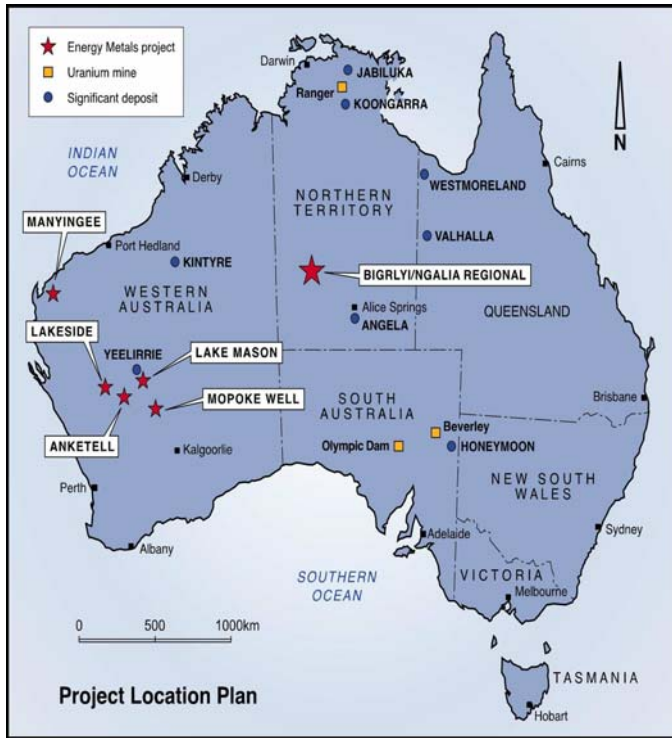 Energy Metals project
Uranium mine
Significant deposit
N
INDIAN
OCEAN
Darwin
JABILUKA
Ranger
KOONGARRA
Cairns
Derby
WESTMORELAND
NORTHERN
TERRITORY
MANYINGEE
Port Hedland
VALHALLA
KINTYRE
BIGRLYI/NGALIA REGIONAL
WESTERN
AUSTRALIA
Alice Springs
ANGELA
QUEENSLAND
LAKESIDE
YEELIRRIE
LAKE MASON
MOPOKE WELL
ANKETELL
SOUTH
AUSTRALIA
Brisbane
Kalgoorlie
Olympic Dam
Beverley
HONEYMOON
NEW SOUTH
WALES
Perth
Albany
Adelaide
Sydney
SOUTHERN
OCEAN
VICTORIA
Melbourne
0 500 1000km
Project Location Plan
TASMANIA
Hobart